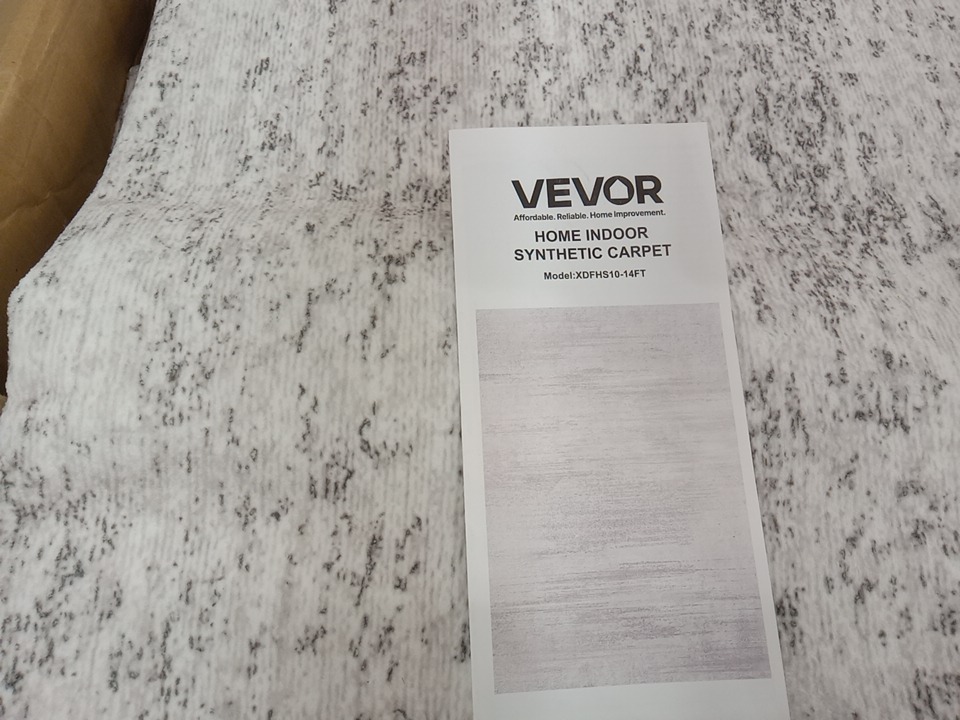 VEVOR
Affordable. Reliable. Home Improvement.
HOME INDOOR
SYNTHETIC CARPET
Model:XDFHS10-14FT